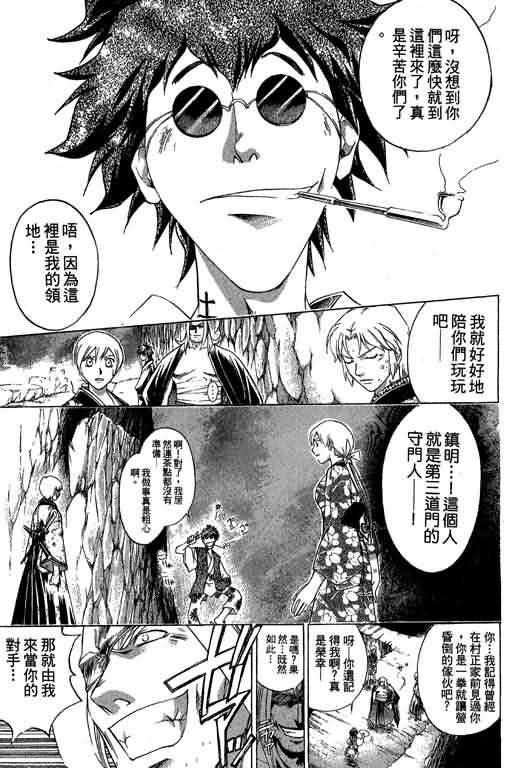 呀，沒想到你
們這麼快就到
這裡來了，真
是辛苦你們了
。
唔，因為這
裡是我的領
地…
我就好好地
陪你們玩玩
吧──
鎮明…！這個人
就是第三道門的
守門人──！
啊！對了，我居
然連茶點都沒有
準備──
我做事真是粗心
啊。
你…我記得曾經
在村正家前見過你
，你是一拳就讓螢
昏倒的傢伙吧？
呀，你還記
得我啊？真
是榮幸
是嗎？果
然…既然
如此…
那就由我
來當你的
對手…